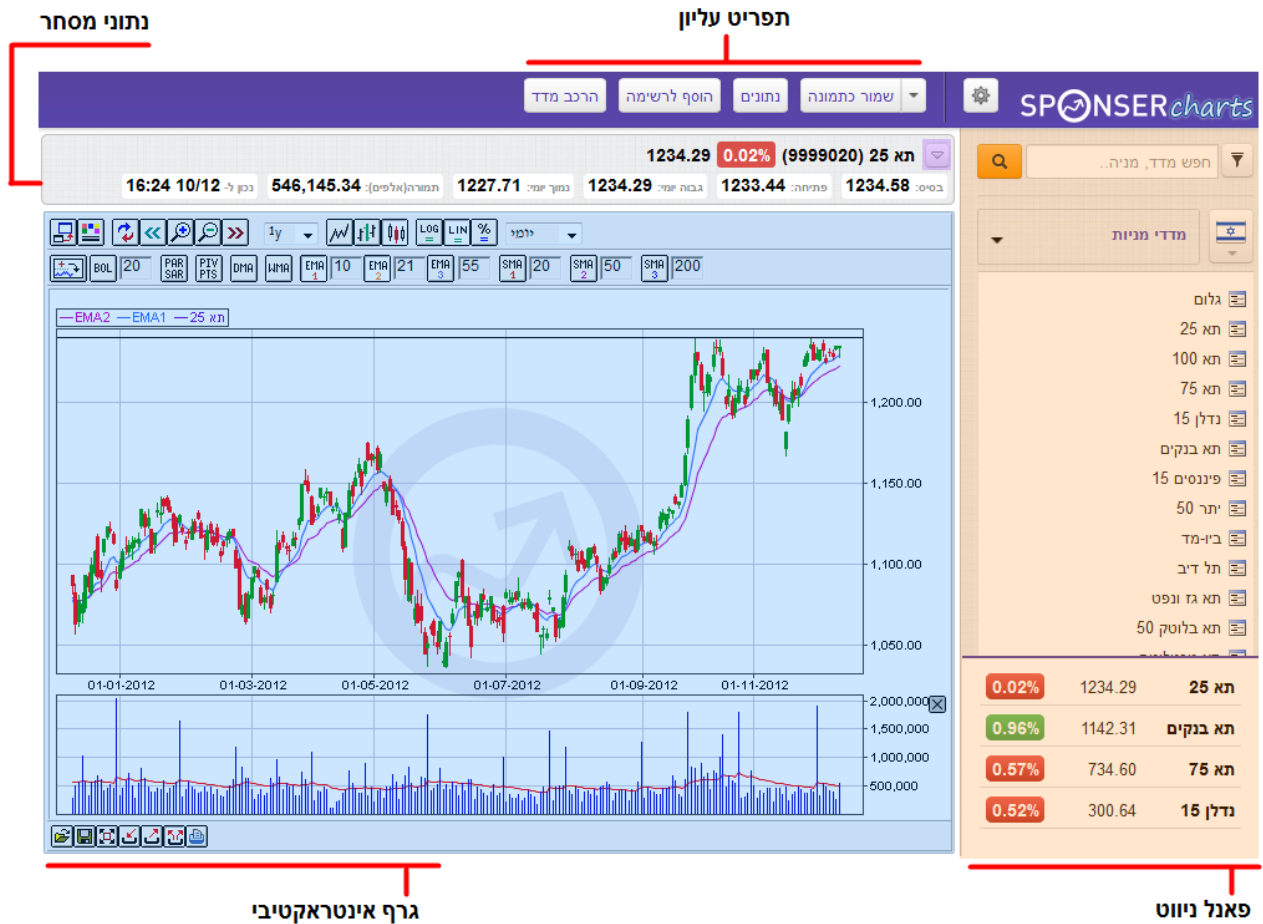 תפריט עליון
נתוני מסחר
SPONSER charts
שמור כתמונה
נתונים
הוסף לרשימה
הרכב מדד
תא 25 (9999020) 0.02% 1234.29
בסיס: 1234.58 פתיחה: 1233.44 גבוה יומי: 1234.29 נמוך יומי: 1227.71 תמורה(אלפים): 546,145.34 נכון ל- 10/12 16:24
חפש מדד, מניה..
מדדי מניות
גלום
תא 25
תא 100
תא 75
נדלן 15
תא בנקים
פיננסים 15
יתר 50
ביו-מד
תל דיב
תא גז ונפט
תא בלוטק 50
תא 25 1234.29 0.02%
תא בנקים 1142.31 0.96%
תא 75 734.60 0.57%
נדלן 15 300.64 0.52%
1y LOG LIN % יומי
BOL 20 PAR SAR PIV PTS DMA WMA EMA 1 10 EMA 2 21 EMA 3 55 SMA 1 20 SMA 2 50 SMA 3 200
EMA2 EMA1 תא 25
1,200.00
1,150.00
1,100.00
1,050.00
01-01-2012 01-03-2012 01-05-2012 01-07-2012 01-09-2012 01-11-2012
2,000,000
1,500,000
1,000,000
500,000
גרף אינטראקטיבי
פאנל ניווט